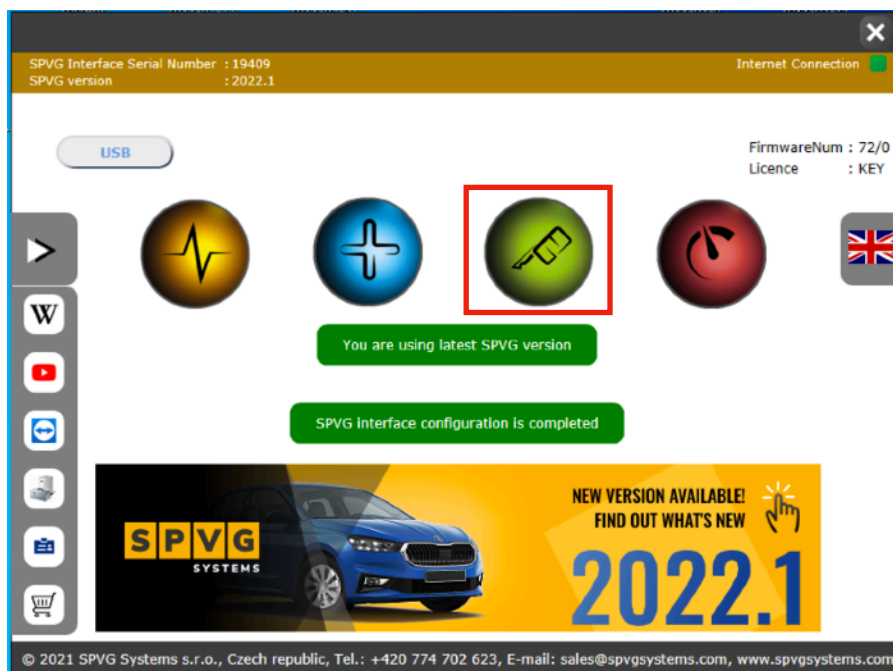 SPVG Interface Serial Number : 19409
SPVG version : 2022.1
Internet Connection
USB
FirmwareNum : 72/0
Licence : KEY
W
You are using latest SPVG version
SPVG interface configuration is completed
SPVG
SYSTEMS
NEW VERSION AVAILABLE!
FIND OUT WHAT'S NEW
2022.1
© 2021 SPVG Systems s.r.o., Czech republic, Tel.: +420 774 702 623, E-mail: sales@spvgsystems.com, www.spvgsystems.com